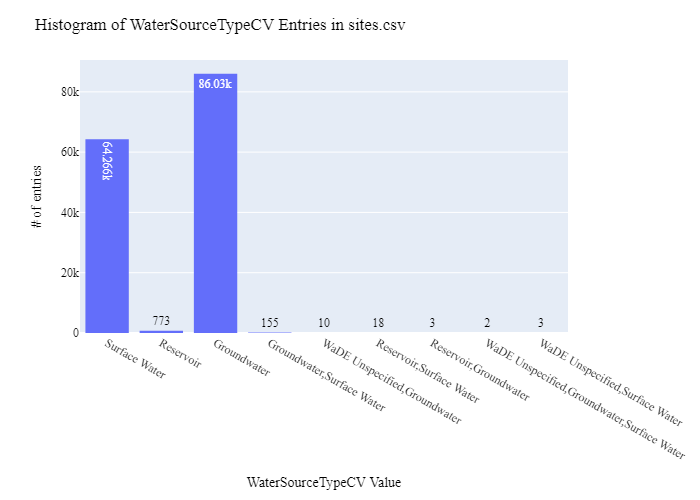 Histogram of WaterSourceTypeCV Entries in sites.csv
# of entries
80k
60k
40k
20k
0
64.266k
773
86.03k
155
10
18
3
2
3
Surface Water
Reservoir
Groundwater
Groundwater,Surface Water
WaDE Unspecified,Groundwater
Reservoir,Surface Water
Reservoir,Groundwater
WaDE Unspecified,Groundwater,Surface Water
WaDE Unspecified,Surface Water
WaterSourceTypeCV Value